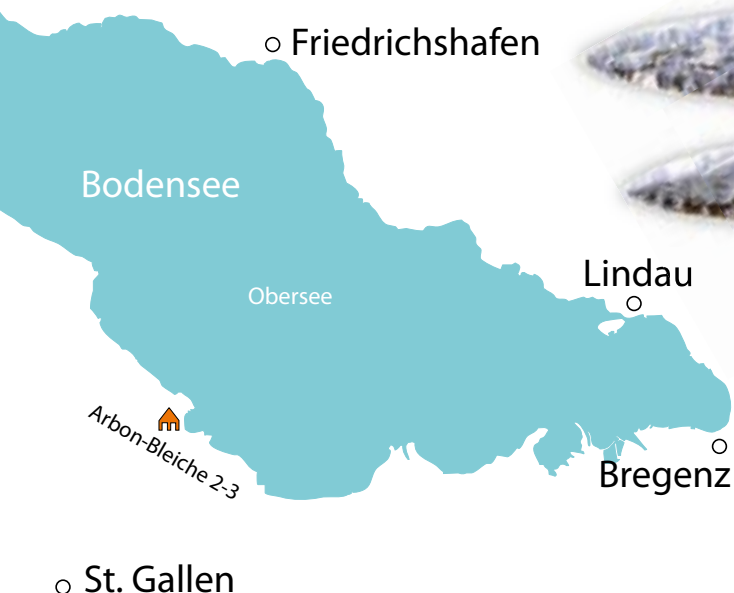 Friedrichshafen
Bodensee
Lindau
Obersee
Arbon-Bleiche 2-3
Bregenz
St. Gallen